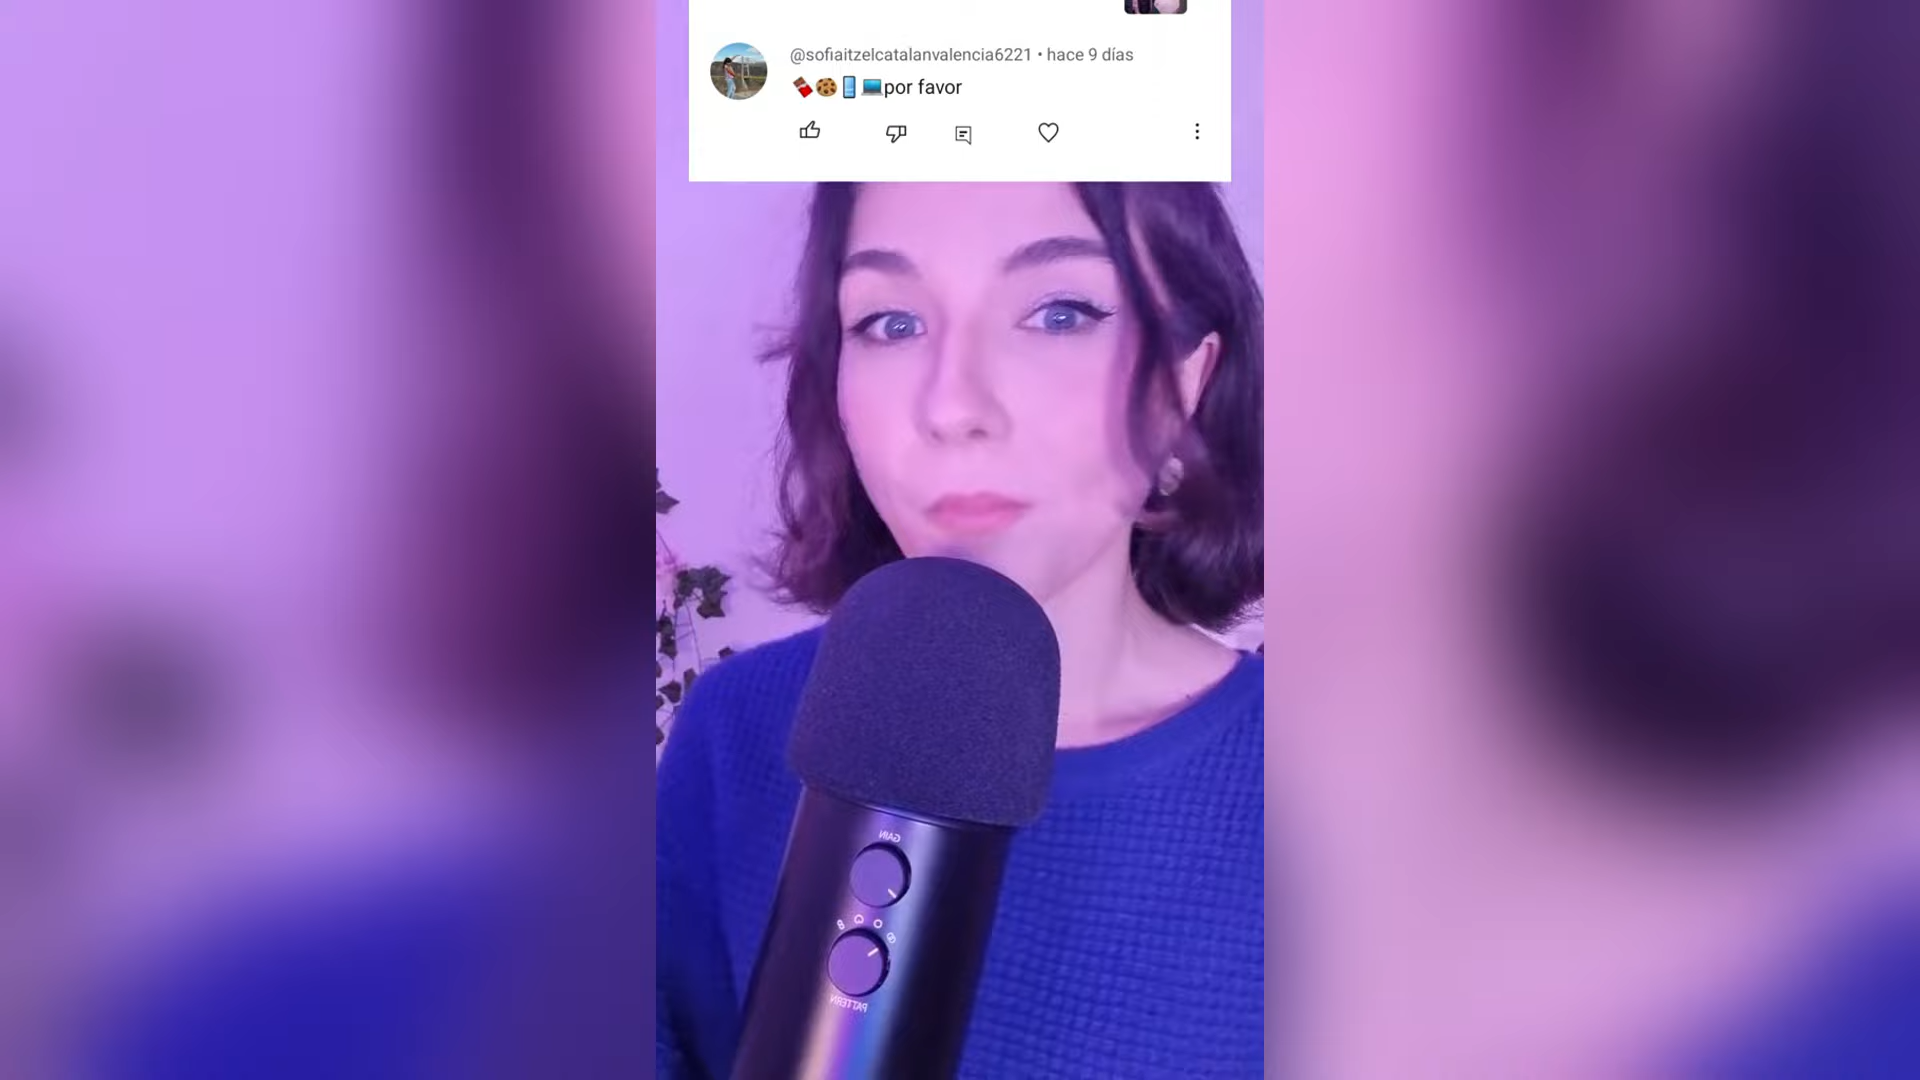 @sofiaitzelcatalanvalencia6221 • hace 9 días
🍫🍪📱💻por favor
GAIN
PATTERN